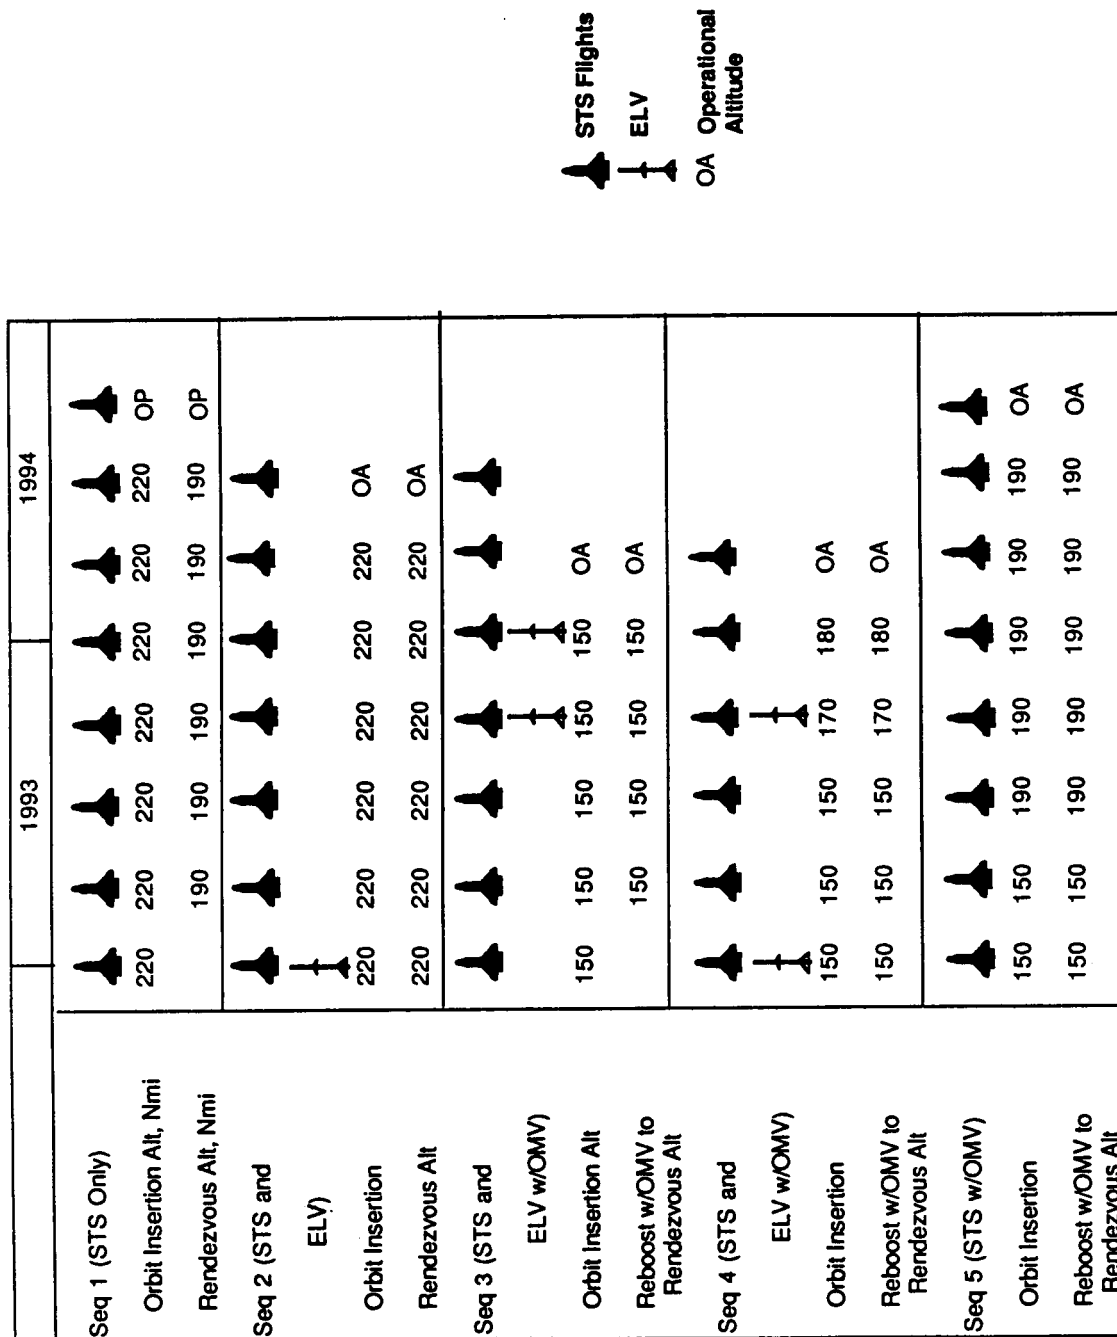 1993 1994
Seq 1 (STS Only)
Orbit Insertion Alt, Nmi 220 220 220 220 220 220 220 OP
Rendezvous Alt, Nmi 190 190 190 190 190 190 OP
Seq 2 (STS and
ELV)
Orbit Insertion 220 220 220 220 220 220 OA
Rendezvous Alt 220 220 220 220 220 220 OA
Seq 3 (STS and
ELV w/OMV)
Orbit Insertion Alt 150 150 150 150 150 OA
Reboost w/OMV to 150 150 150 150 OA
Rendezvous Alt
Seq 4 (STS and
ELV w/OMV)
Orbit Insertion 150 150 150 170 180 OA
Reboost w/OMV to 150 150 150 170 180 OA
Rendezvous Alt
Seq 5 (STS w/OMV)
Orbit Insertion 150 150 190 190 190 190 190 OA
Reboost w/OMV to 150 150 190 190 190 190 190 OA
Rendezvous Alt
STS Flights
ELV
OA Operational
Altitude